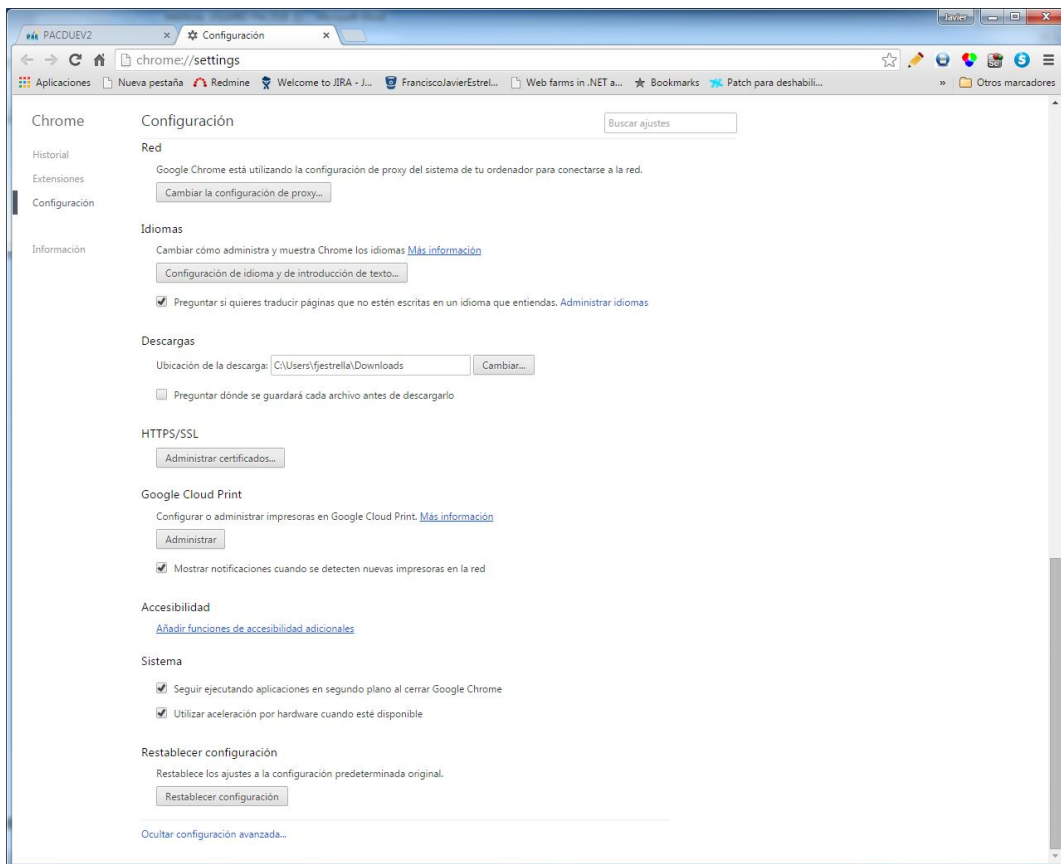 Javier
PACDUEV2
Configuración
chrome://settings
Aplicaciones Nueva pestaña Redmine Welcome to JIRA - J... FranciscoJavierEstrel... Web farms in .NET a... Bookmarks Patch para deshabili... » Otros marcadores
Chrome
Historial
Extensiones
Configuración
Información
Configuración
Buscar ajustes
Red
Google Chrome está utilizando la configuración de proxy del sistema de tu ordenador para conectarse a la red.
Cambiar la configuración de proxy...
Idiomas
Cambiar cómo administra y muestra Chrome los idiomas Más información
Configuración de idioma y de introducción de texto...
Preguntar si quieres traducir páginas que no estén escritas en un idioma que entiendas. Administrar idiomas
Descargas
Ubicación de la descarga: C:\Users\fjestrella\Downloads Cambiar...
Preguntar dónde se guardará cada archivo antes de descargarlo
HTTPS/SSL
Administrar certificados...
Google Cloud Print
Configurar o administrar impresoras en Google Cloud Print. Más información
Administrar
Mostrar notificaciones cuando se detecten nuevas impresoras en la red
Accesibilidad
Añadir funciones de accesibilidad adicionales
Sistema
Seguir ejecutando aplicaciones en segundo plano al cerrar Google Chrome
Utilizar aceleración por hardware cuando esté disponible
Restablecer configuración
Restablece los ajustes a la configuración predeterminada original.
Restablecer configuración
Ocultar configuración avanzada...